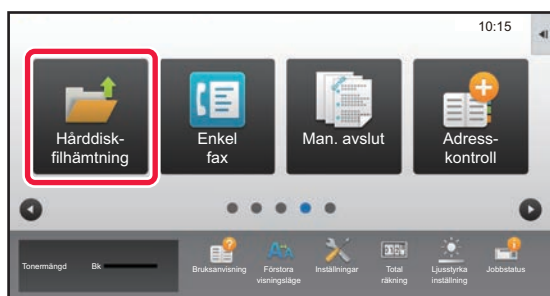 10:15
Hårddisk-
filhämtning
Enkel
fax
Man. avslut
Adress-
kontroll
Tonermängd Bk
Bruksanvisning
Förstora
visningsläge
Inställningar
Total
räkning
Ljusstyrka
inställning
Jobbstatus